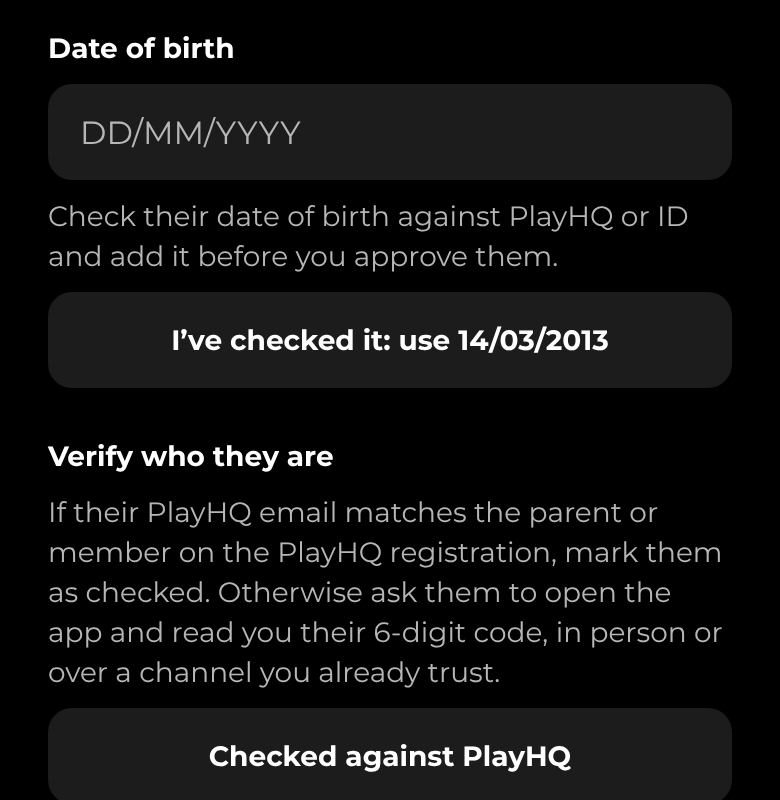 Date of birth
DD/MM/YYYY
Check their date of birth against PlayHQ or ID
and add it before you approve them.
I’ve checked it: use 14/03/2013
Verify who they are
If their PlayHQ email matches the parent or
member on the PlayHQ registration, mark them
as checked. Otherwise ask them to open the
app and read you their 6-digit code, in person or
over a channel you already trust.
Checked against PlayHQ